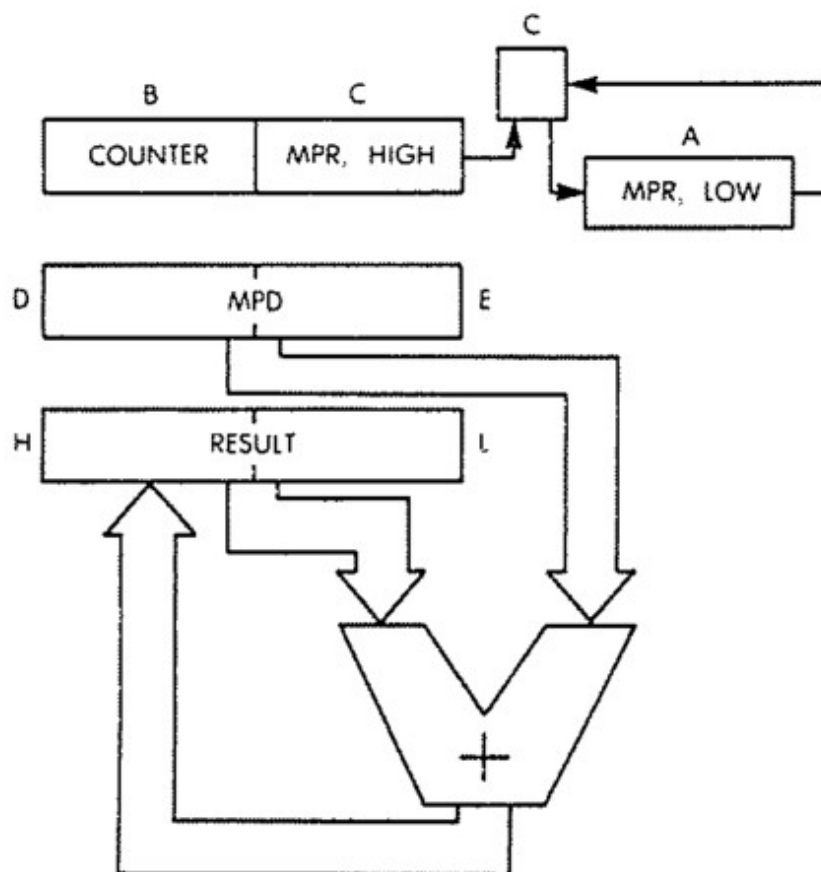 C
B C
COUNTER MPR, HIGH
A
MPR, LOW
D MPD E
H RESULT L
+